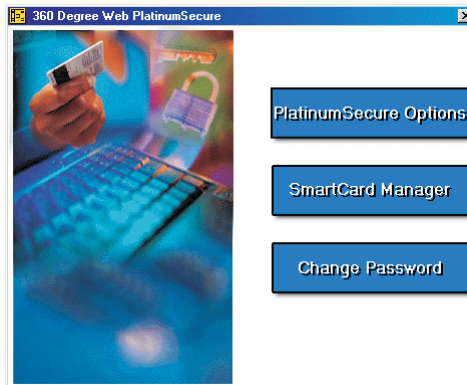 360 Degree Web PlatinumSecure
PlatinumSecure Options
SmartCard Manager
Change Password